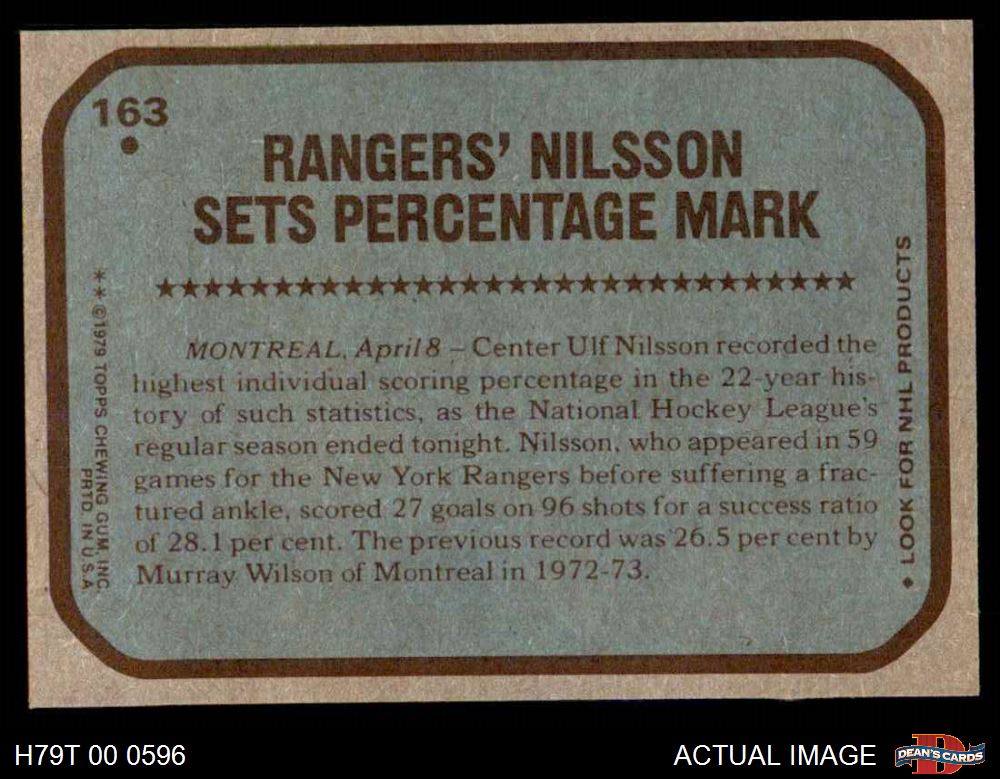 163
RANGERS' NILSSON
SETS PERCENTAGE MARK
MONTREAL, April 8 – Center Ulf Nilsson recorded the
highest individual scoring percentage in the 22-year his-
tory of such statistics, as the National Hockey League's
regular season ended tonight. Nilsson, who appeared in 59
games for the New York Rangers before suffering a frac-
tured ankle, scored 27 goals on 96 shots for a success ratio
of 28.1 per cent. The previous record was 26.5 per cent by
Murray Wilson of Montreal in 1972-73.
** ©1979 TOPPS CHEWING GUM, INC.
PRTD. IN U.S.A.
• LOOK FOR NHL PRODUCTS
H79T 00 0596
ACTUAL IMAGE
DEAN'S CARDS